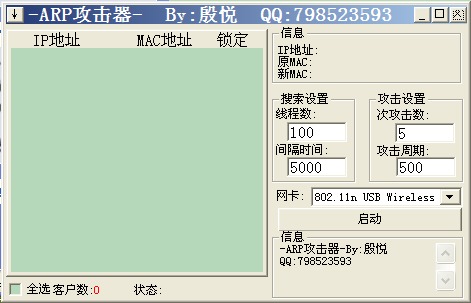 -ARP攻击器- By:殷悦 QQ:798523593
IP地址 MAC地址 锁定
信息
IP地址:
原MAC:
新MAC:
搜索设置
线程数:
100
间隔时间:
5000
攻击设置
次攻击数:
5
攻击周期:
500
网卡: 802.11n USB Wireless
启动
信息
-ARP攻击器-By:殷悦
QQ:798523593
全选 客户数:0 状态: